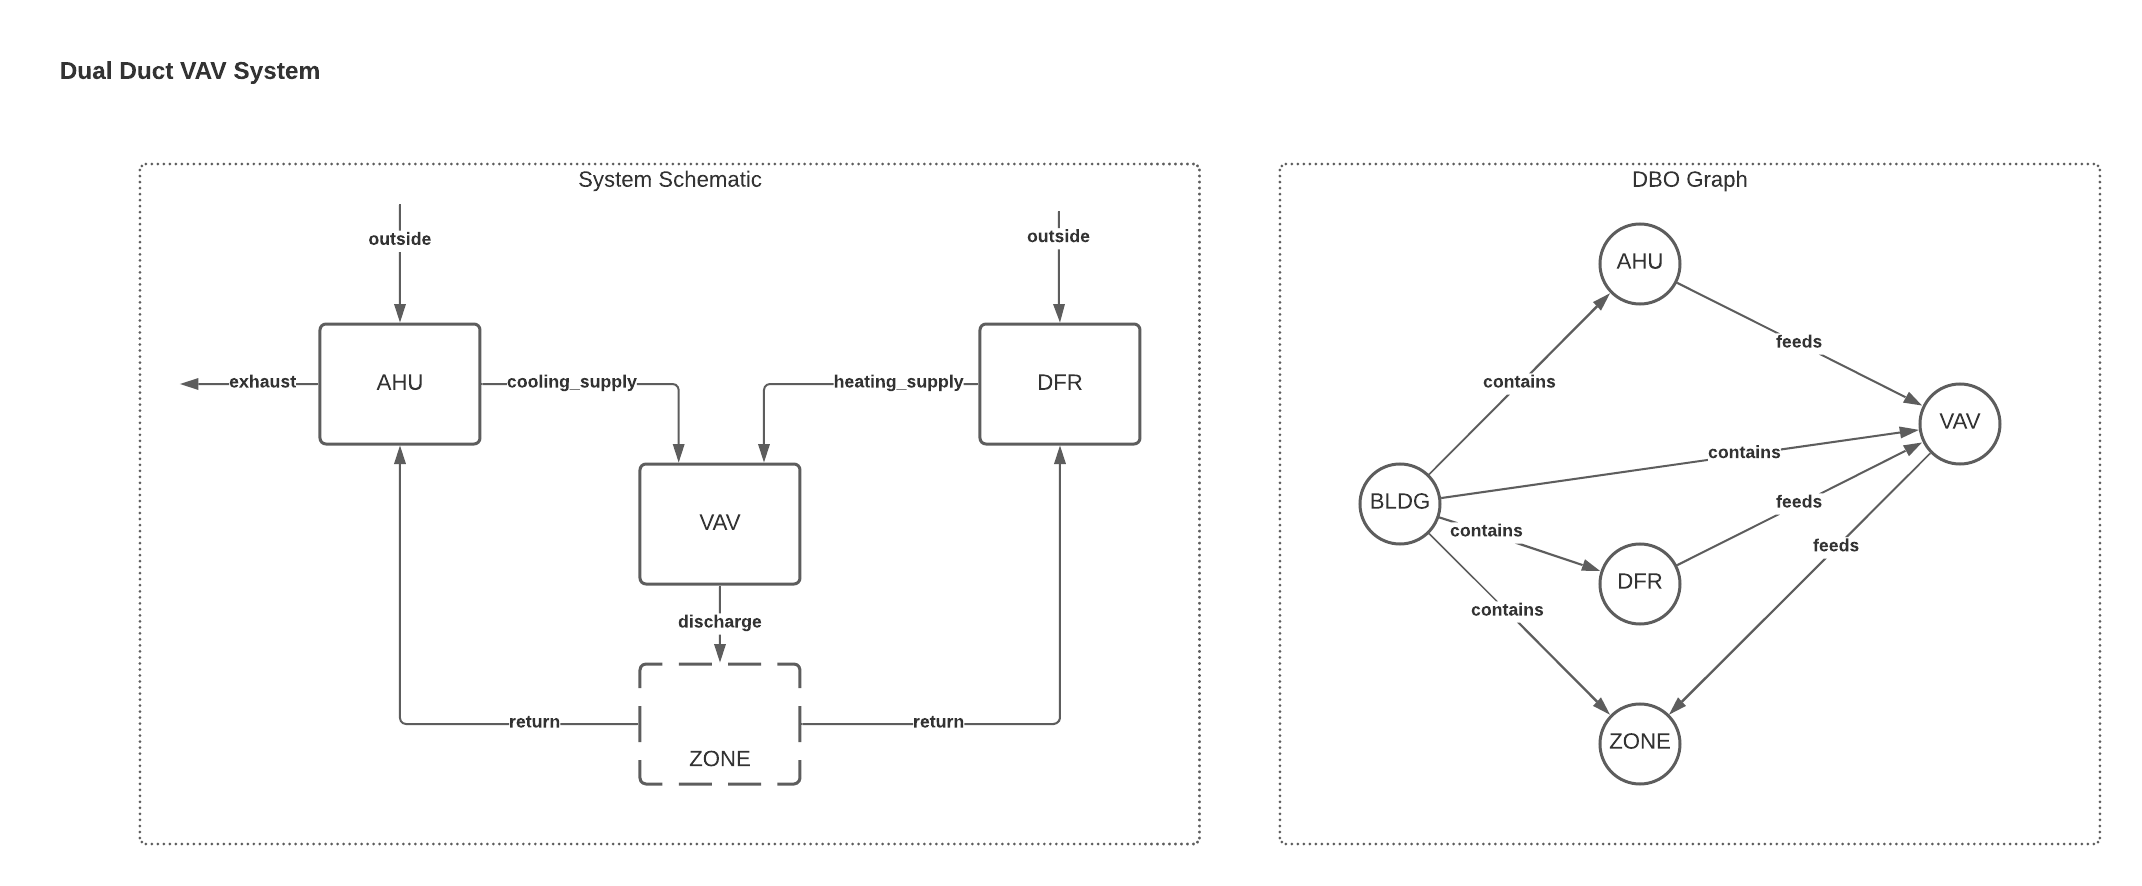 Dual Duct VAV System
System Schematic
outside
outside
AHU
DFR
exhaust
cooling_supply
heating_supply
VAV
discharge
return
return
ZONE
DBO Graph
AHU
feeds
contains
VAV
contains
BLDG
feeds
contains
feeds
DFR
contains
ZONE